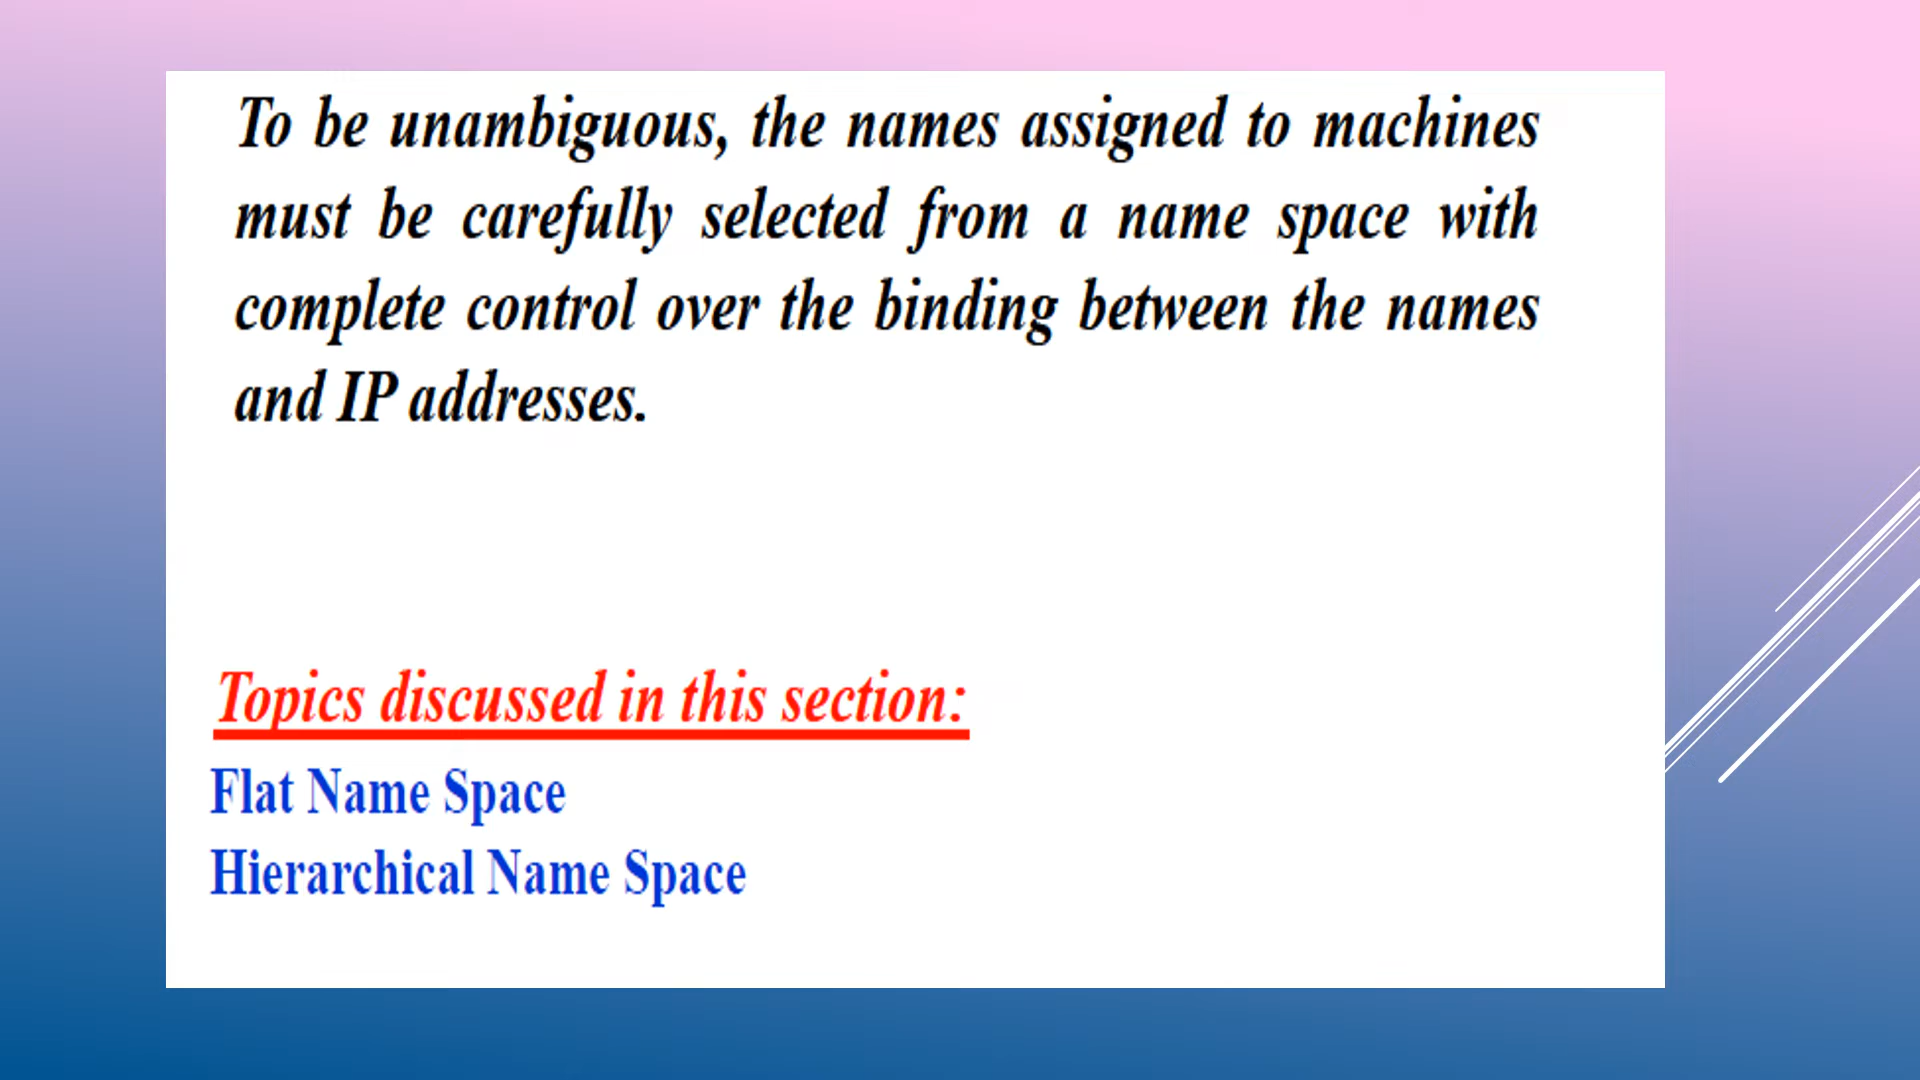 To be unambiguous, the names assigned to machines
must be carefully selected from a name space with
complete control over the binding between the names
and IP addresses.
Topics discussed in this section:
Flat Name Space
Hierarchical Name Space